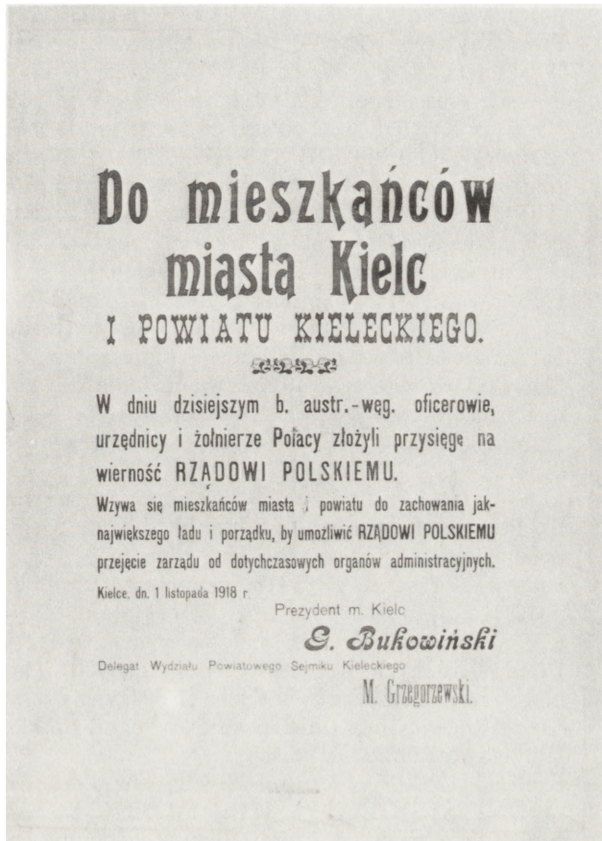 Do mieszkańców
miasta Kielc
I POWIATU KIELECKIEGO.
W dniu dzisiejszym b. austr.-węg. oficerowie,
urzędnicy i żołnierze Polacy złożyli przysięgę na
wierność RZĄDOWI POLSKIEMU.
Wzywa się mieszkańców miasta i powiatu do zachowania jak-
największego ładu i porządku, by umożliwić RZĄDOWI POLSKIEMU
przejęcie zarządu od dotychczasowych organów administracyjnych.
Kielce, dn. 1 listopada 1918 r.
Prezydent m. Kielc
G. Bukowiński
Delegat Wydziału Powiatowego Sejmiku Kieleckiego
M. Grzegorzewski.